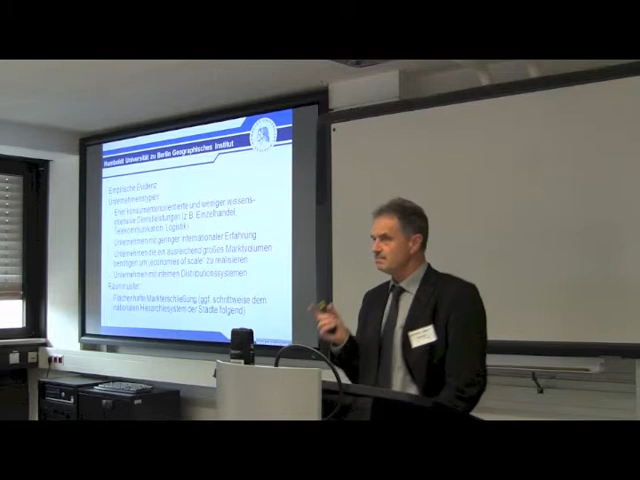 Humboldt Universität zu Berlin Geographisches Institut
Empirische Evidenz
Unternehmenstypen:
Eher konsumentenorientierte und weniger wissens-
intensive Dienstleistungen (z.B. Einzelhandel,
Telekommunikation, Logistik)
Unternehmen mit geringer internationaler Erfahrung
Unternehmen die ein ausreichend großes Marktvolumen
benötigen um 'economies of scale' zu realisieren
Unternehmen mit internen Distributionssystemen
Raummuster:
Flächenhafte Markterschließung (ggf. schrittweise dem
nationalen Hierarchiesystem der Städte folgend)